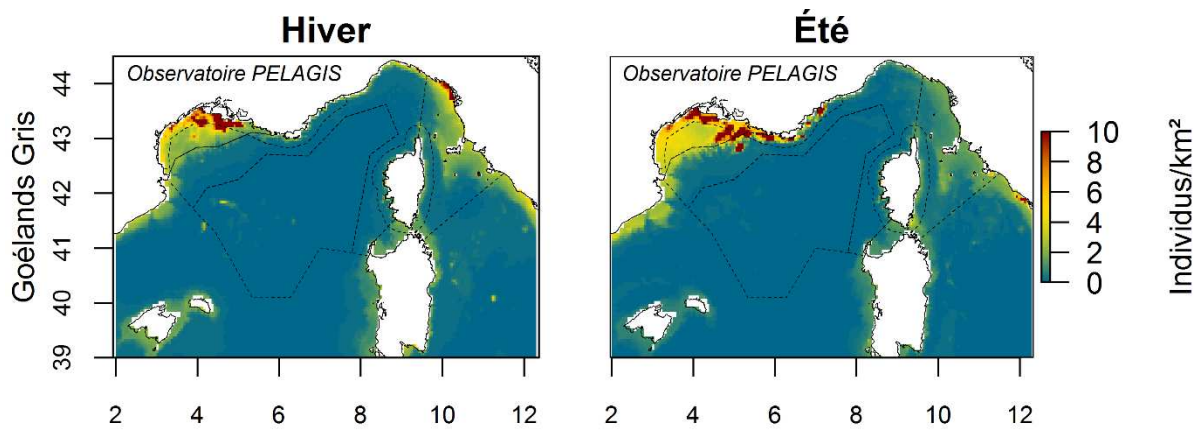 Hiver
Été
Observatoire PELAGIS
Observatoire PELAGIS
Goélands Gris
44
43
42
41
40
39
2 4 6 8 10 12
2 4 6 8 10 12
10
8
6
4
2
0
Individus/km²